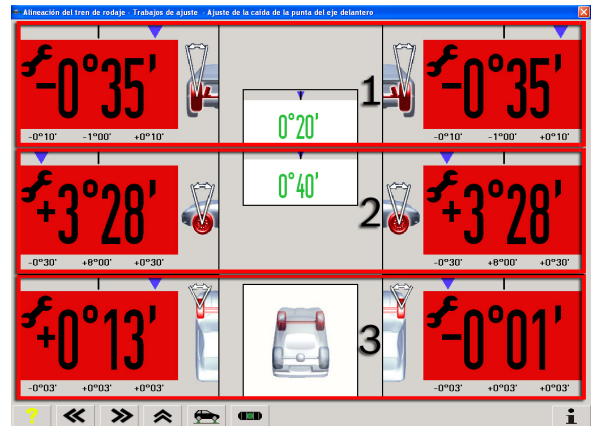 Alineación del tren de rodaje - Trabajos de ajuste - Ajuste de la caída de la punta del eje delantero
-0°35' 1 -0°35'
0°20'
-0°10' -1°00' +0°10' -0°10' -1°00' +0°10'
+3°28' 0°40' 2 +3°28'
-0°30' +8°00' +0°30' -0°30' +8°00' +0°30'
+0°13' 3 -0°01'
-0°03' +0°03' +0°03' -0°03' +0°03' +0°03'
? i